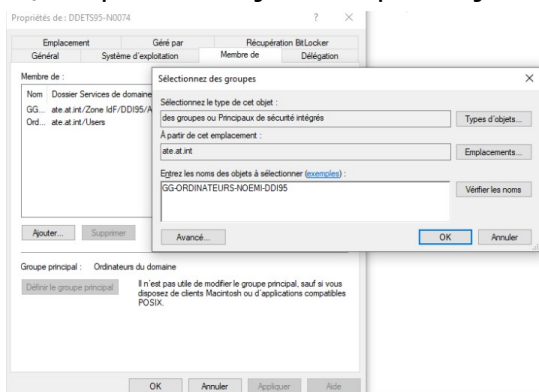 Propriétés de : DDETS95-N0074
Emplacement Géré par Récupération BitLocker
Général Système d'exploitation Membre de Délégation
Membre de :
Nom Dossier Services de domaine
GG... ate.at.int/Zone IdF/DDI95/A
Ord... ate.at.int/Users
Ajouter... Supprimer
Groupe principal : Ordinateurs du domaine
Définir le groupe principal
Il n'est pas utile de modifier le groupe principal, sauf si vous
disposez de clients Macintosh ou d'applications compatibles
POSIX.
OK Annuler Appliquer Aide
Sélectionnez des groupes
Sélectionnez le type de cet objet :
des groupes ou Principaux de sécurité intégrés
Types d'objets...
À partir de cet emplacement :
ate.at.int
Emplacements...
Entrez les noms des objets à sélectionner (exemples) :
GG-ORDINATEURS-NOEMI-DDI95
Vérifier les noms
Avancé...
OK Annuler